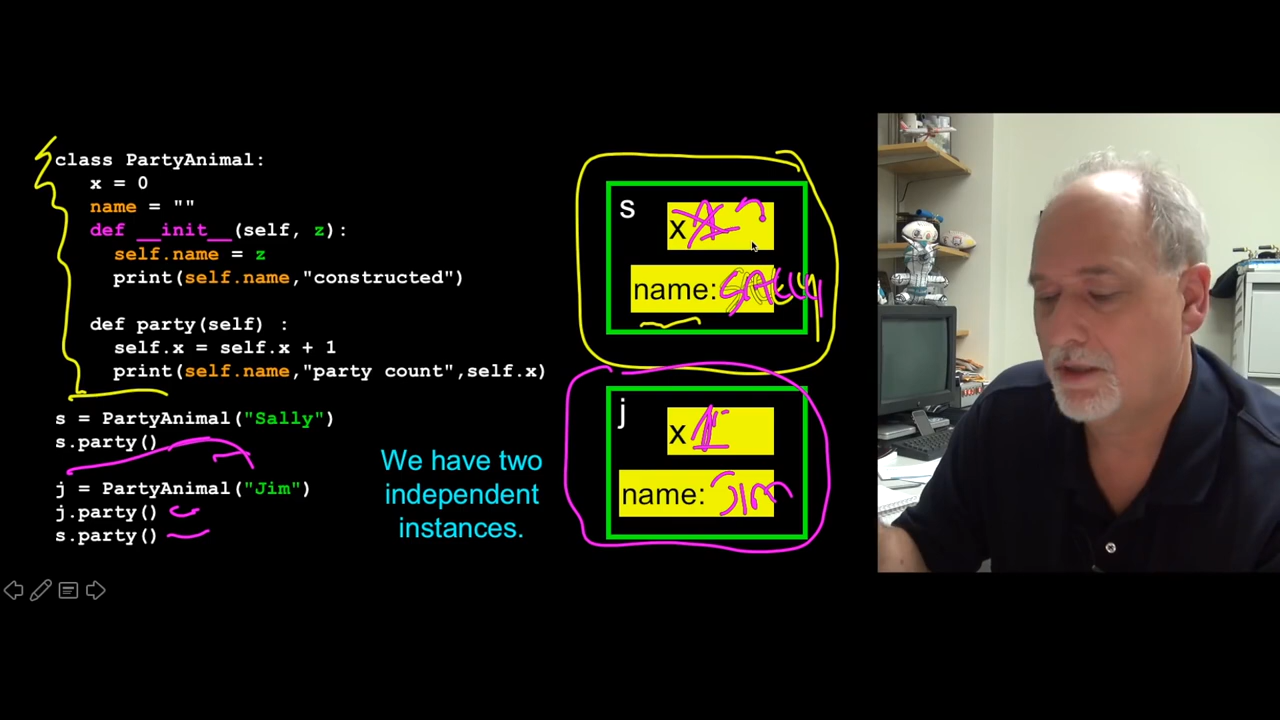 class PartyAnimal:
x = 0
name = ""
def __init__(self, z):
self.name = z
print(self.name,"constructed")
def party(self) :
self.x = self.x + 1
print(self.name,"party count",self.x)
s = PartyAnimal("Sally")
s.party()
j = PartyAnimal("Jim")
j.party()
s.party()
We have two
independent
instances.
s
x
name: SAlly
j
x 1
name: Jim